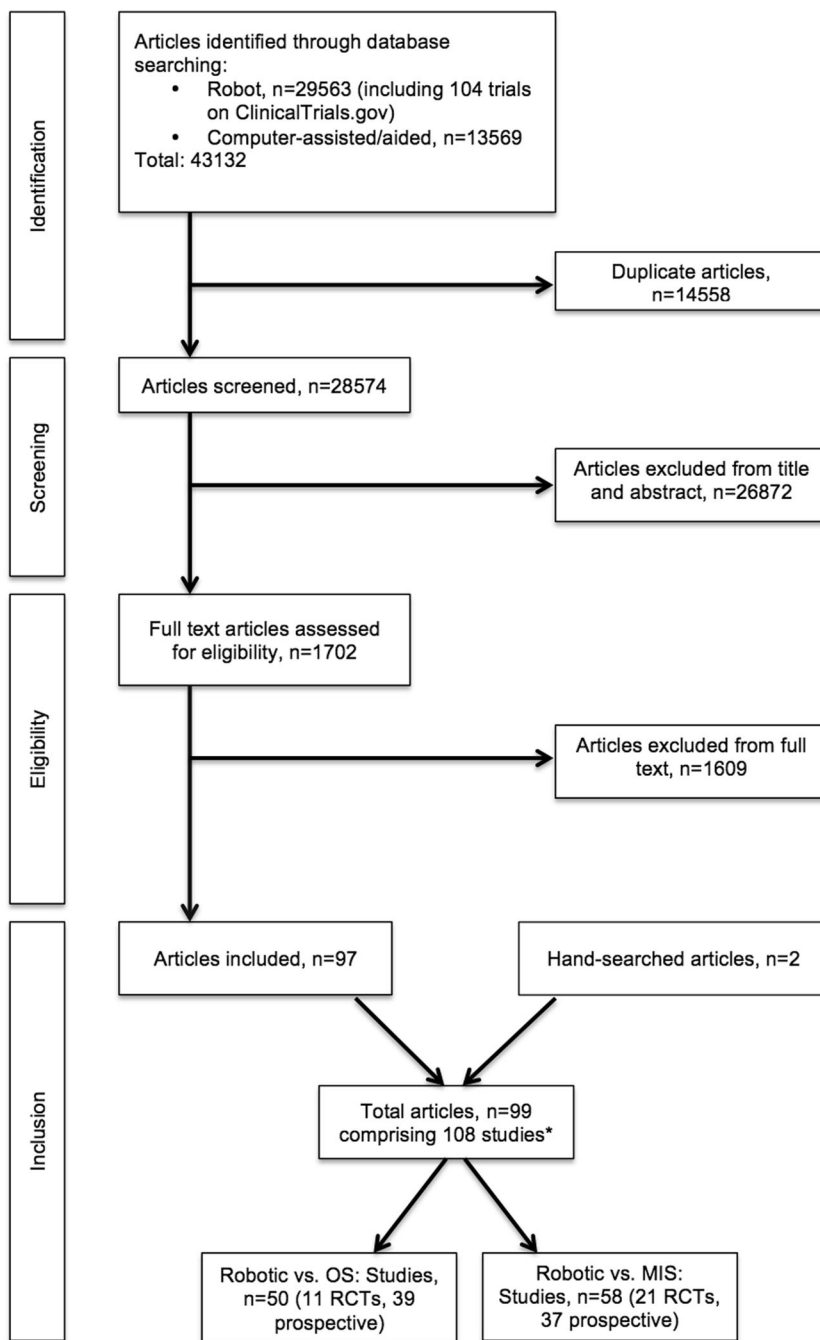 Identification
Articles identified through database
searching:
• Robot, n=29563 (including 104 trials
on ClinicalTrials.gov)
• Computer-assisted/aided, n=13569
Total: 43132
Duplicate articles,
n=14558
Screening
Articles screened, n=28574
Articles excluded from title
and abstract, n=26872
Eligibility
Full text articles assessed
for eligibility, n=1702
Articles excluded from full
text, n=1609
Inclusion
Articles included, n=97
Hand-searched articles, n=2
Total articles, n=99
comprising 108 studies*
Robotic vs. OS: Studies,
n=50 (11 RCTs, 39
prospective)
Robotic vs. MIS:
Studies, n=58 (21 RCTs,
37 prospective)